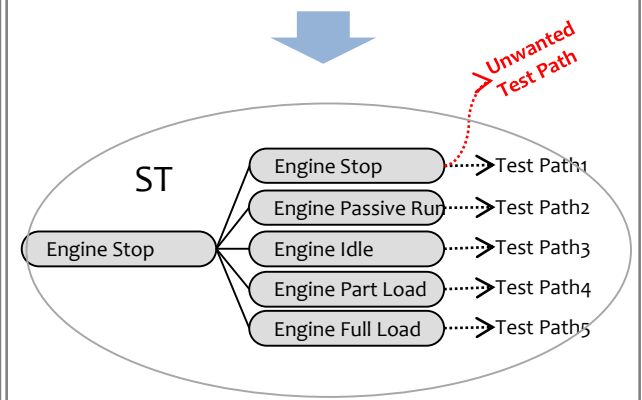 Unwanted
Test Path
ST
Engine Stop
Engine Stop
Test Path1
Engine Passive Run
Test Path2
Engine Idle
Test Path3
Engine Part Load
Test Path4
Engine Full Load
Test Path5